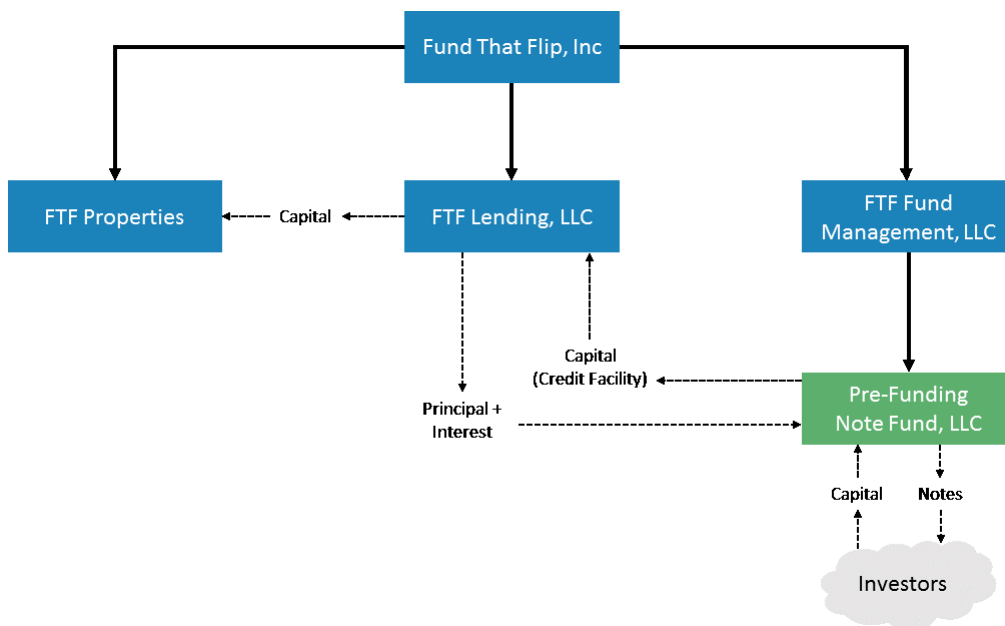 Fund That Flip, Inc
FTF Properties
Capital
FTF Lending, LLC
FTF Fund
Management, LLC
Capital
(Credit Facility)
Principal +
Interest
Pre-Funding
Note Fund, LLC
Capital
Notes
Investors